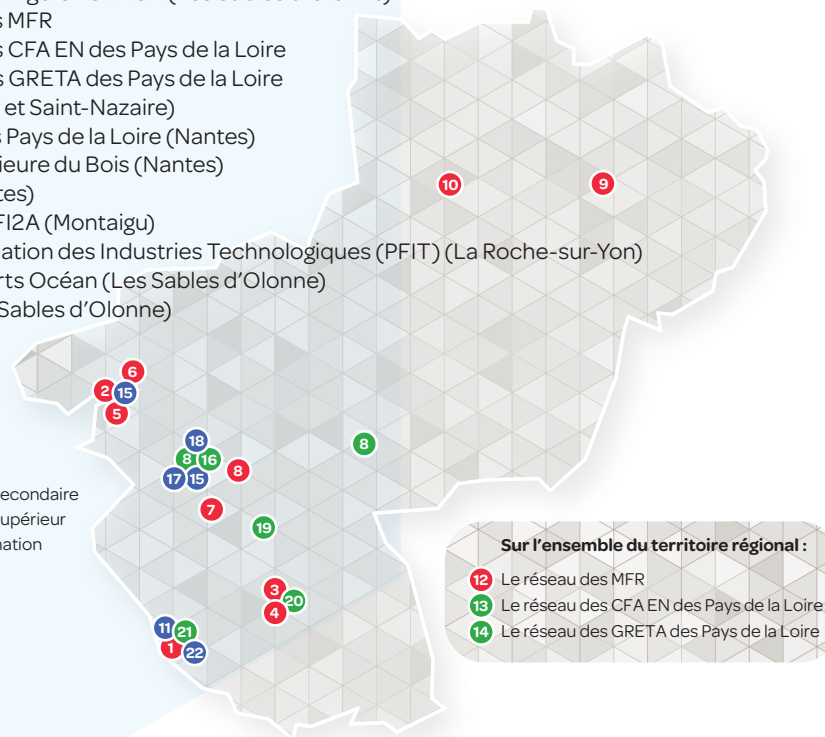 s MFR
s CFA EN des Pays de la Loire
s GRETA des Pays de la Loire
et Saint-Nazaire)
s Pays de la Loire (Nantes)
ieure du Bois (Nantes)
tes)
FI2A (Montaigu)
ation des Industries Technologiques (PFIT) (La Roche-sur-Yon)
rts Océan (Les Sables d'Olonne)
Sables d'Olonne)
10
9
6
2
15
5
18
8
16
8
8
17
15
7
19
3
20
4
11
21
1
22
econdaire
upérieur
nation
Sur l'ensemble du territoire régional :
12 Le réseau des MFR
13 Le réseau des CFA EN des Pays de la Loire
14 Le réseau des GRETA des Pays de la Loire